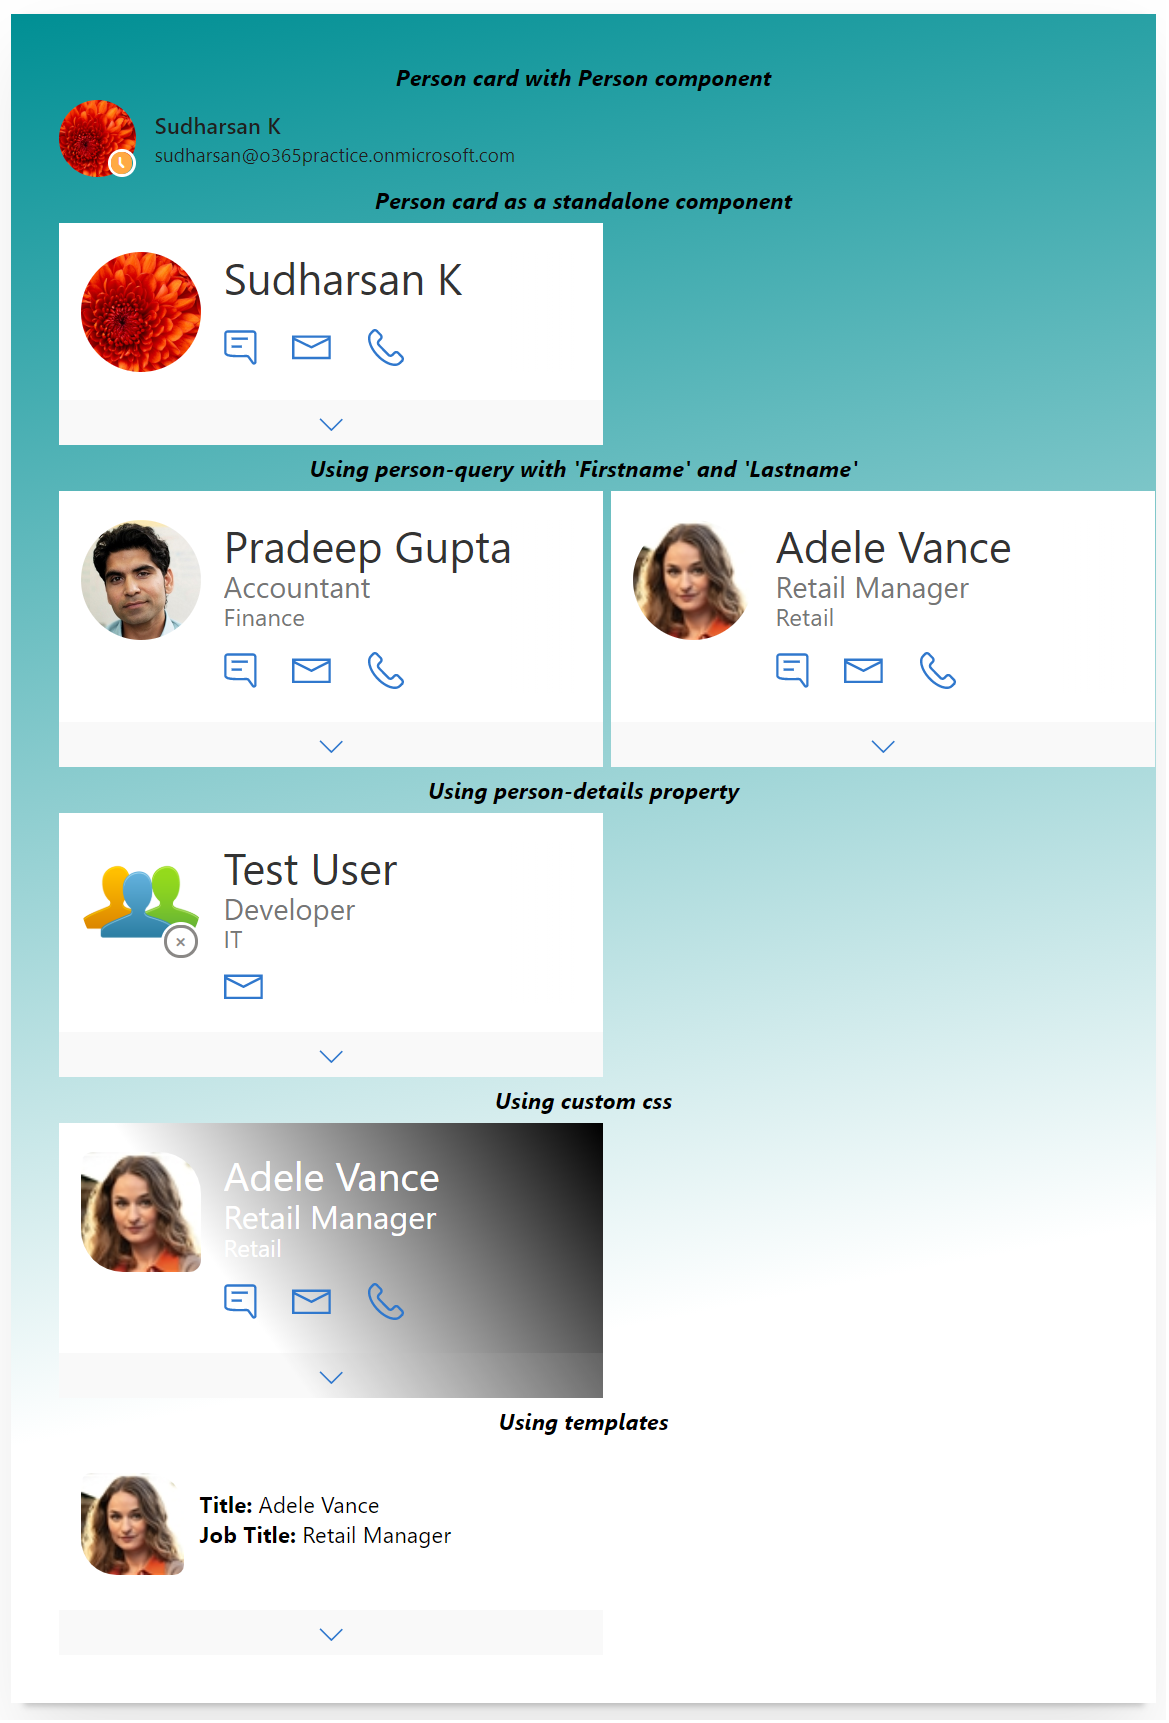 Person card with Person component
Sudharsan K
sudharsan@o365practice.onmicrosoft.com
Person card as a standalone component
Sudharsan K
Using person-query with 'Firstname' and 'Lastname'
Pradeep Gupta
Accountant
Finance
Adele Vance
Retail Manager
Retail
Using person-details property
Test User
Developer
IT
Using custom css
Adele Vance
Retail Manager
Retail
Using templates
Title: Adele Vance
Job Title: Retail Manager